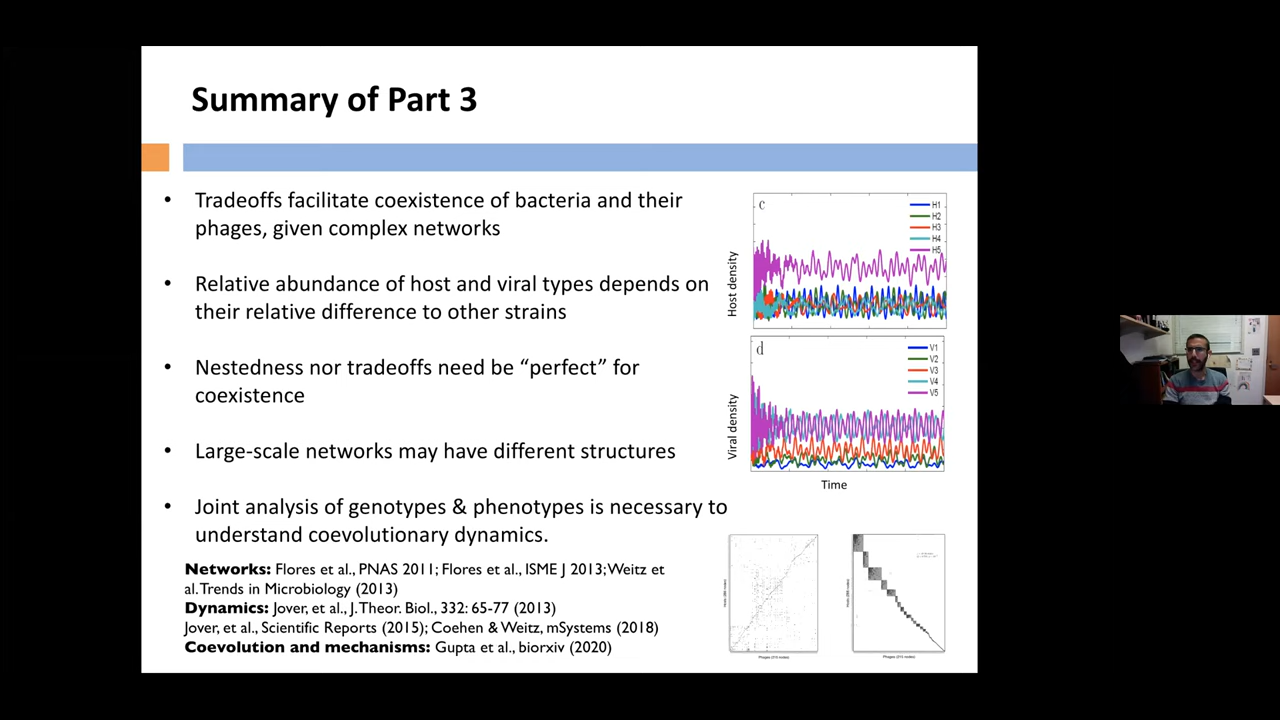 Summary of Part 3
• Tradeoffs facilitate coexistence of bacteria and their
phages, given complex networks
• Relative abundance of host and viral types depends on
their relative difference to other strains
• Nestedness nor tradeoffs need be “perfect” for
coexistence
• Large-scale networks may have different structures
• Joint analysis of genotypes & phenotypes is necessary to
understand coevolutionary dynamics.
Networks: Flores et al., PNAS 2011; Flores et al., ISME J 2013; Weitz et
al. Trends in Microbiology (2013)
Dynamics: Jover, et al., J. Theor. Biol., 332: 65-77 (2013)
Jover, et al., Scientific Reports (2015); Coehen & Weitz, mSystems (2018)
Coevolution and mechanisms: Gupta et al., biorxiv (2020)
c
H1
H2
H3
H4
H5
Host density
d
V1
V2
V3
V4
V5
Viral density
Time